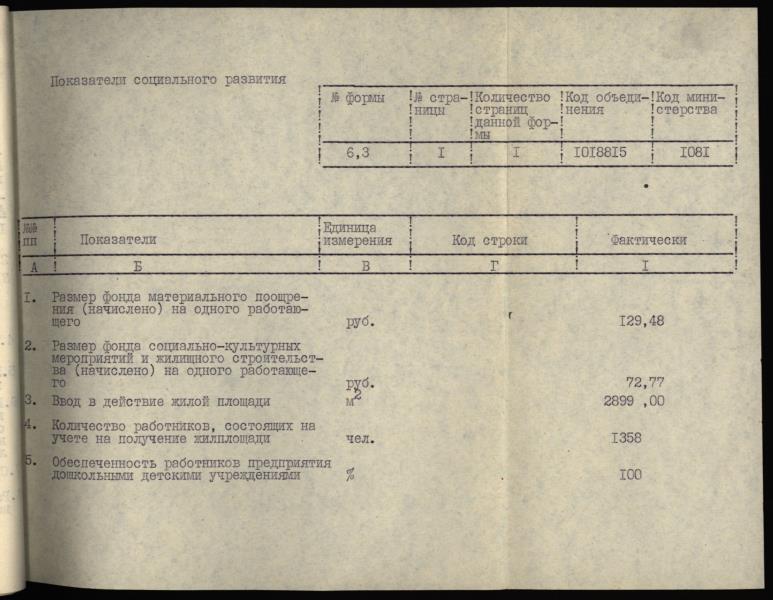 Показатели социального развития
№ формы № стра- Количество Код объеди- Код мини-
ницы страниц нения стерства
данной фор-
мы
6,3 I I I0I88I5 I08I
№№ Единица
пп Показатели измерения Код строки Фактически
А Б В Г I
I. Размер фонда материального поощре-
ния (начислено) на одного работаю-
щего руб. I29,48
2. Размер фонда социально-культурных
мероприятий и жилищного строительст-
ва (начислено) на одного работающе-
го руб. 72,77
3. Ввод в действие жилой площади м2 2899 ,00
4. Количество работников, состоящих на
учете на получение жилплощади чел. I358
5. Обеспеченность работников предприятия
дошкольными детскими учреждениями % I00